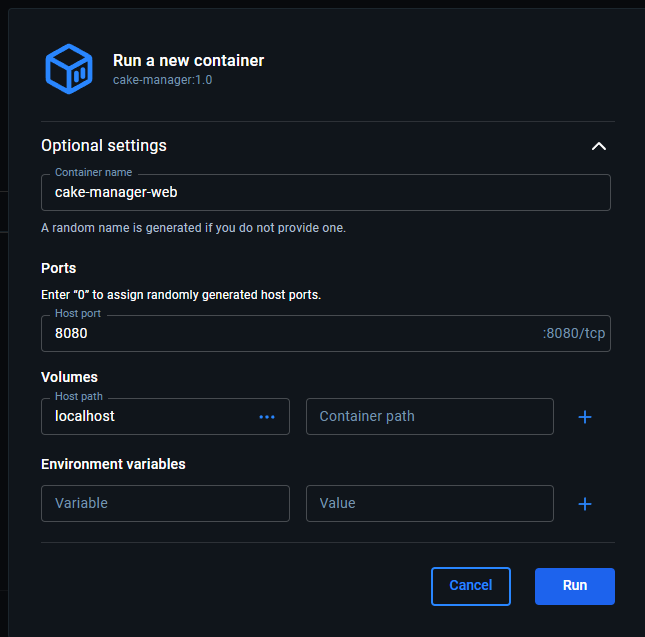 Run a new container
cake-manager:1.0
Optional settings
Container name
cake-manager-web
A random name is generated if you do not provide one.
Ports
Enter “0” to assign randomly generated host ports.
Host port
8080 :8080/tcp
Volumes
Host path
localhost ••• Container path +
Environment variables
Variable Value +
Cancel Run